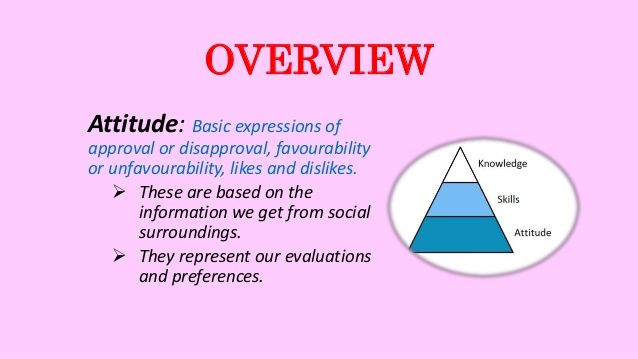 OVERVIEW
Attitude: Basic expressions of
approval or disapproval, favourability
or unfavourability, likes and dislikes.
➢ These are based on the
information we get from social
surroundings.
➢ They represent our evaluations
and preferences.
Knowledge
Skills
Attitude